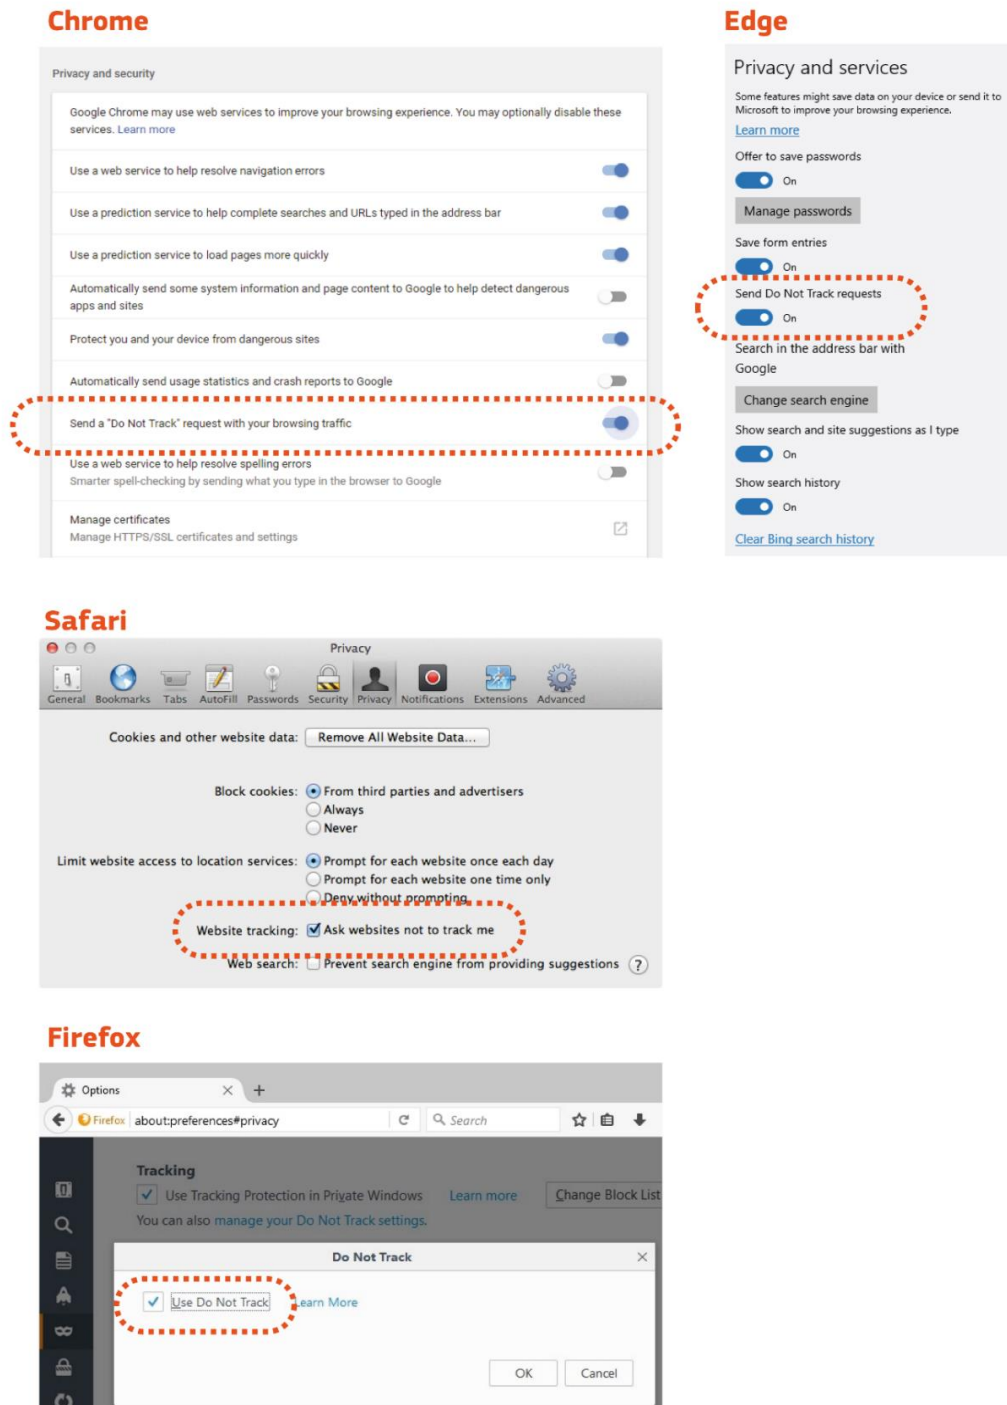 Chrome
Privacy and security
Google Chrome may use web services to improve your browsing experience. You may optionally disable these
services. Learn more
Use a web service to help resolve navigation errors
Use a prediction service to help complete searches and URLs typed in the address bar
Use a prediction service to load pages more quickly
Automatically send some system information and page content to Google to help detect dangerous
apps and sites
Protect you and your device from dangerous sites
Automatically send usage statistics and crash reports to Google
Send a "Do Not Track" request with your browsing traffic
Use a web service to help resolve spelling errors
Smarter spell-checking by sending what you type in the browser to Google
Manage certificates
Manage HTTPS/SSL certificates and settings
Edge
Privacy and services
Some features might save data on your device or send it to
Microsoft to improve your browsing experience.
Learn more
Offer to save passwords
On
Manage passwords
Save form entries
On
Send Do Not Track requests
On
Search in the address bar with
Google
Change search engine
Show search and site suggestions as I type
On
Show search history
On
Clear Bing search history
Safari
Privacy
General Bookmarks Tabs AutoFill Passwords Security Privacy Notifications Extensions Advanced
Cookies and other website data: Remove All Website Data...
Block cookies: From third parties and advertisers
Always
Never
Limit website access to location services: Prompt for each website once each day
Prompt for each website one time only
Deny without prompting
Website tracking: Ask websites not to track me
Web search: Prevent search engine from providing suggestions ?
Firefox
Options
Firefox about:preferences#privacy Search
Tracking
Use Tracking Protection in Private Windows Learn more Change Block List
You can also manage your Do Not Track settings.
Do Not Track
Use Do Not Track Learn More
OK Cancel